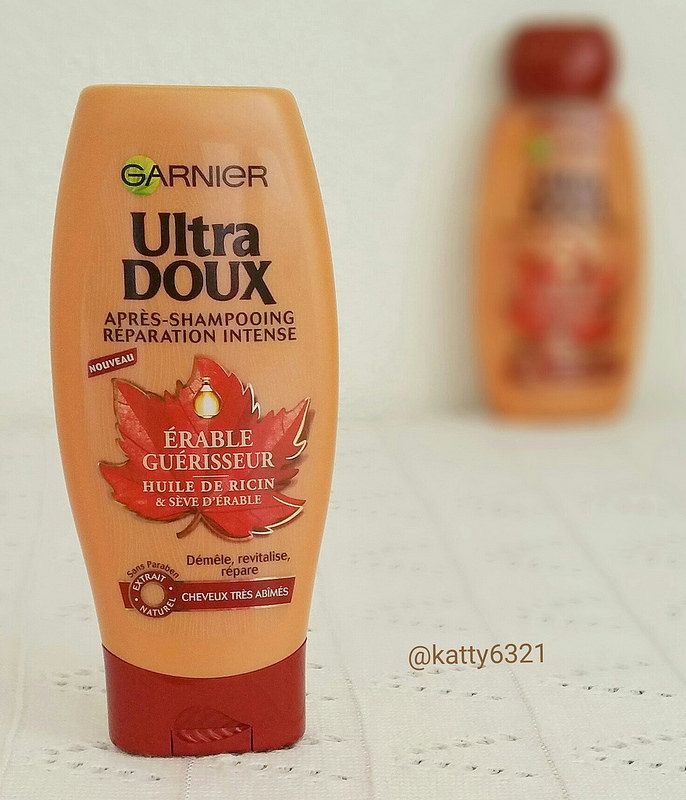 GARNIER
Ultra
DOUX
APRÈS-SHAMPOOING
RÉPARATION INTENSE
NOUVEAU
ÉRABLE
GUÉRISSEUR
HUILE DE RICIN
& SÈVE D'ÉRABLE
Démêle, revitalise,
répare
Sans Paraben
EXTRAIT
NATUREL
CHEVEUX TRÈS ABÎMÉS
@katty6321